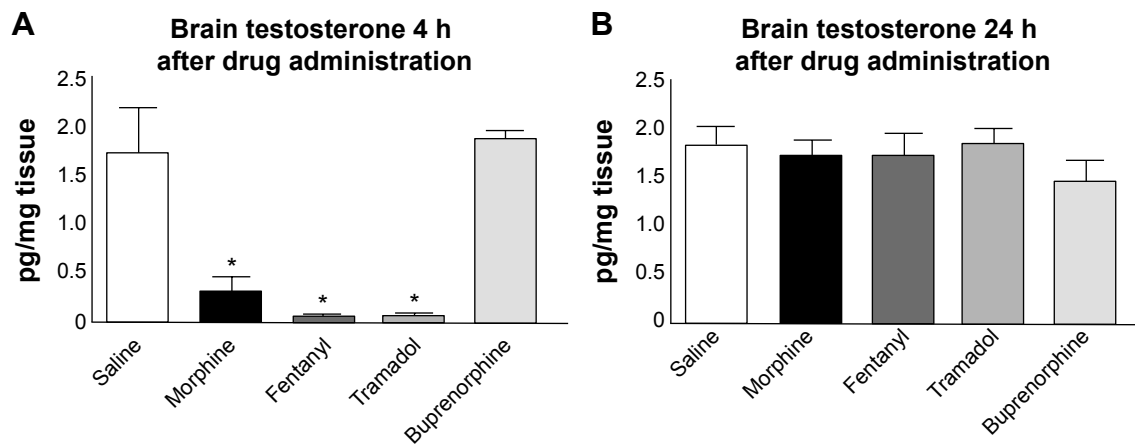 A
Brain testosterone 4 h
after drug administration
pg/mg tissue
2.5
2.0
1.5
1.0
0.5
0
*
*
*
Saline
Morphine
Fentanyl
Tramadol
Buprenorphine
B
Brain testosterone 24 h
after drug administration
pg/mg tissue
2.5
2.0
1.5
1.0
0.5
0
Saline
Morphine
Fentanyl
Tramadol
Buprenorphine